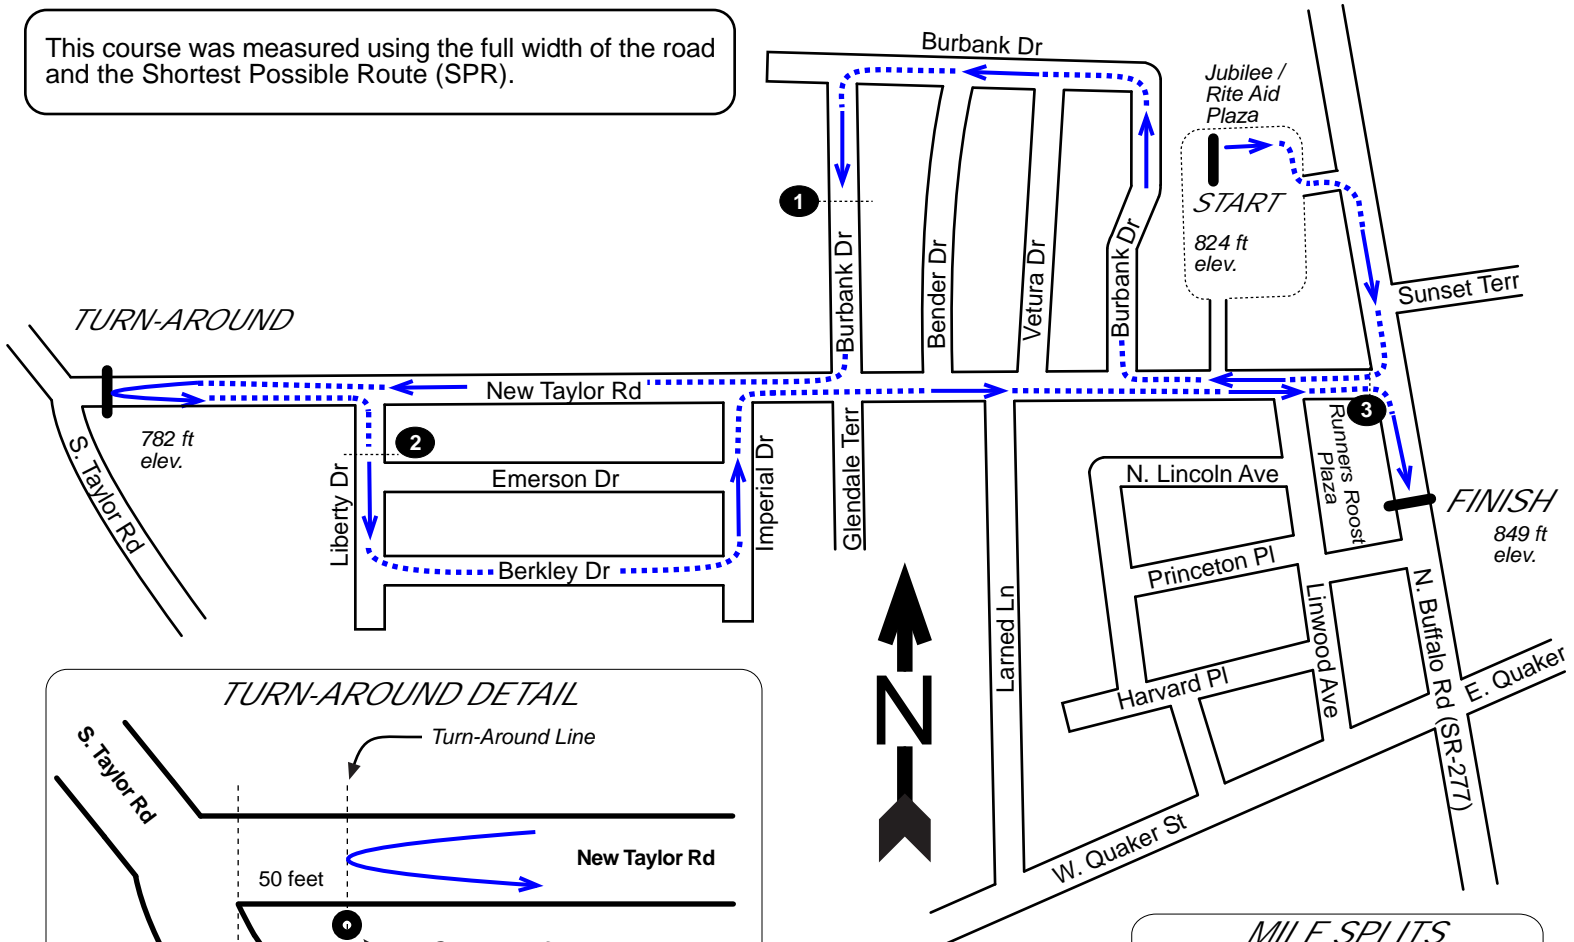 This course was measured using the full width of the road
and the Shortest Possible Route (SPR).
Burbank Dr
Jubilee /
Rite Aid
Plaza
START
824 ft
elev.
1
Burbank Dr
Bender Dr
Vetura Dr
Burbank Dr
Sunset Terr
TURN-AROUND
New Taylor Rd
782 ft
elev.
S. Taylor Rd
2
Liberty Dr
Emerson Dr
Imperial Dr
Glendale Terr
Berkley Dr
3
Runners Roost
Plaza
N. Lincoln Ave
FINISH
849 ft
elev.
Princeton Pl
Linwood Ave
Larned Ln
Harvard Pl
N. Buffalo Rd (SR-277)
E. Quaker
W. Quaker St
N
TURN-AROUND DETAIL
Turn-Around Line
S. Taylor Rd
New Taylor Rd
50 feet
MILE SPLITS